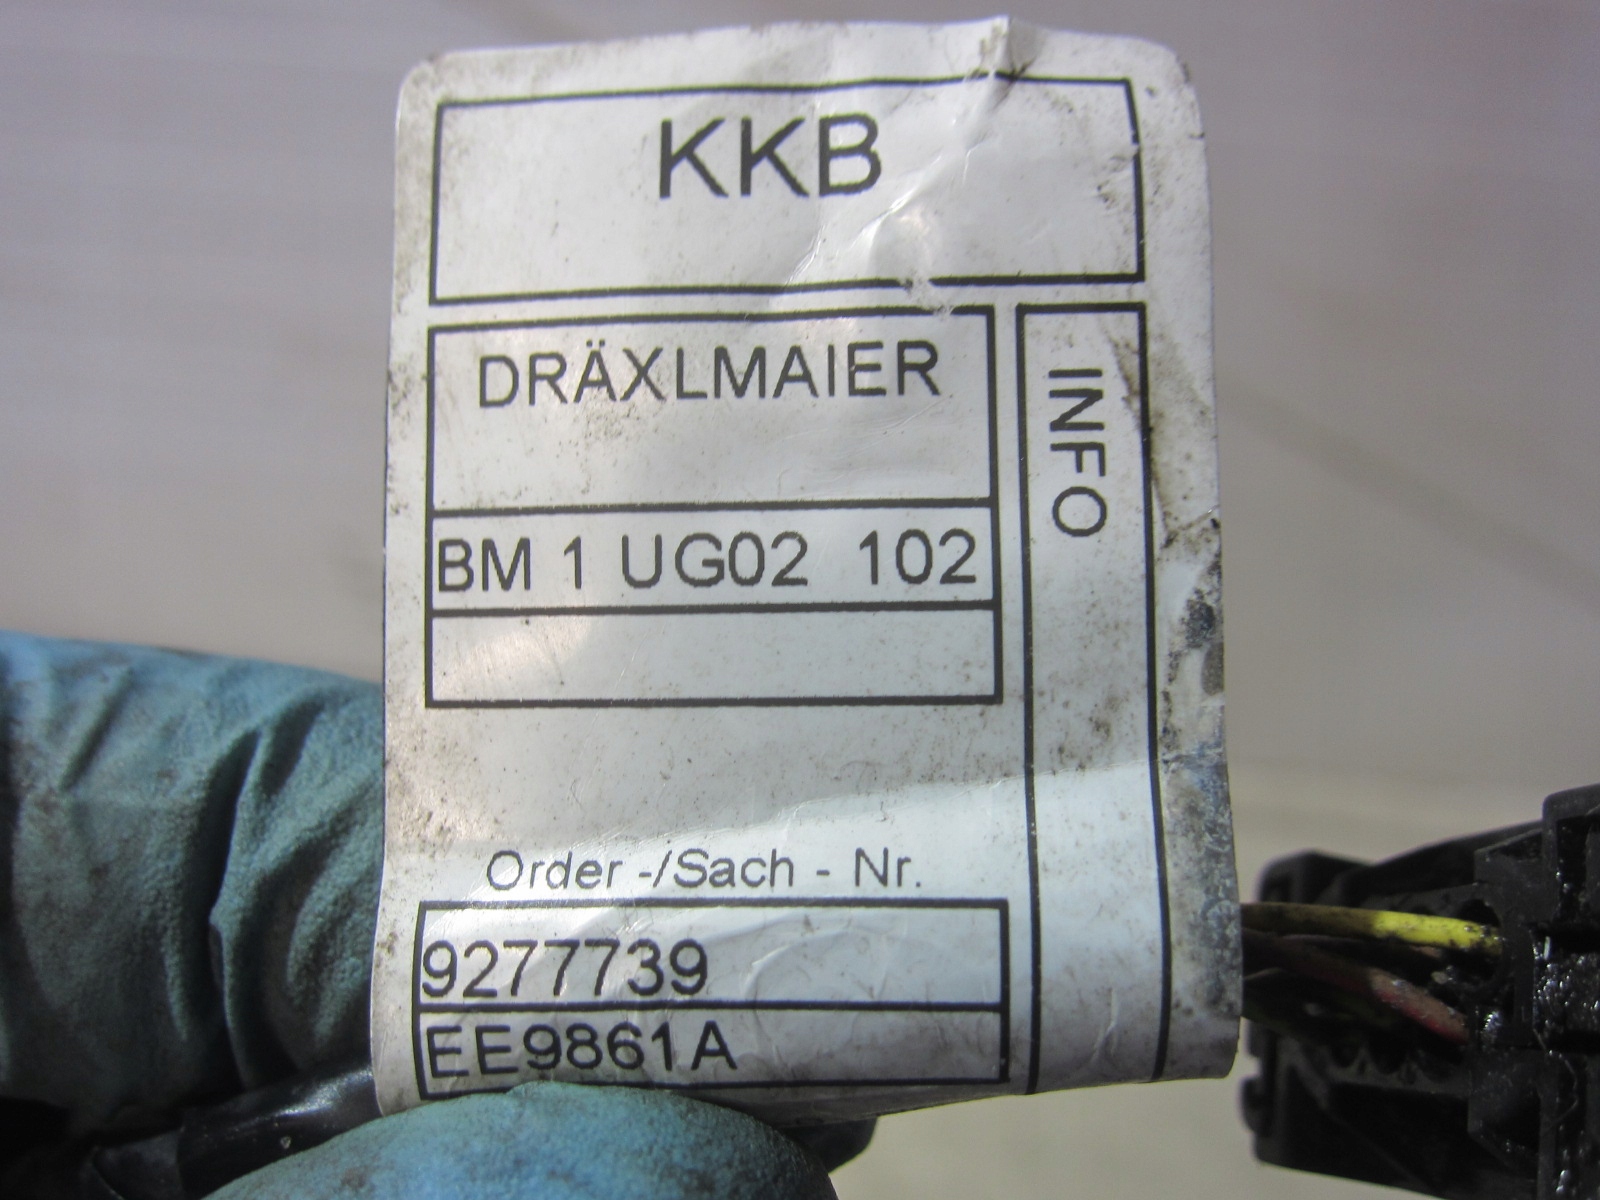 KKB
DRÄXLMAIER
INFO
BM 1 UG02 102
Order -/Sach - Nr.
9277739
EE9861A